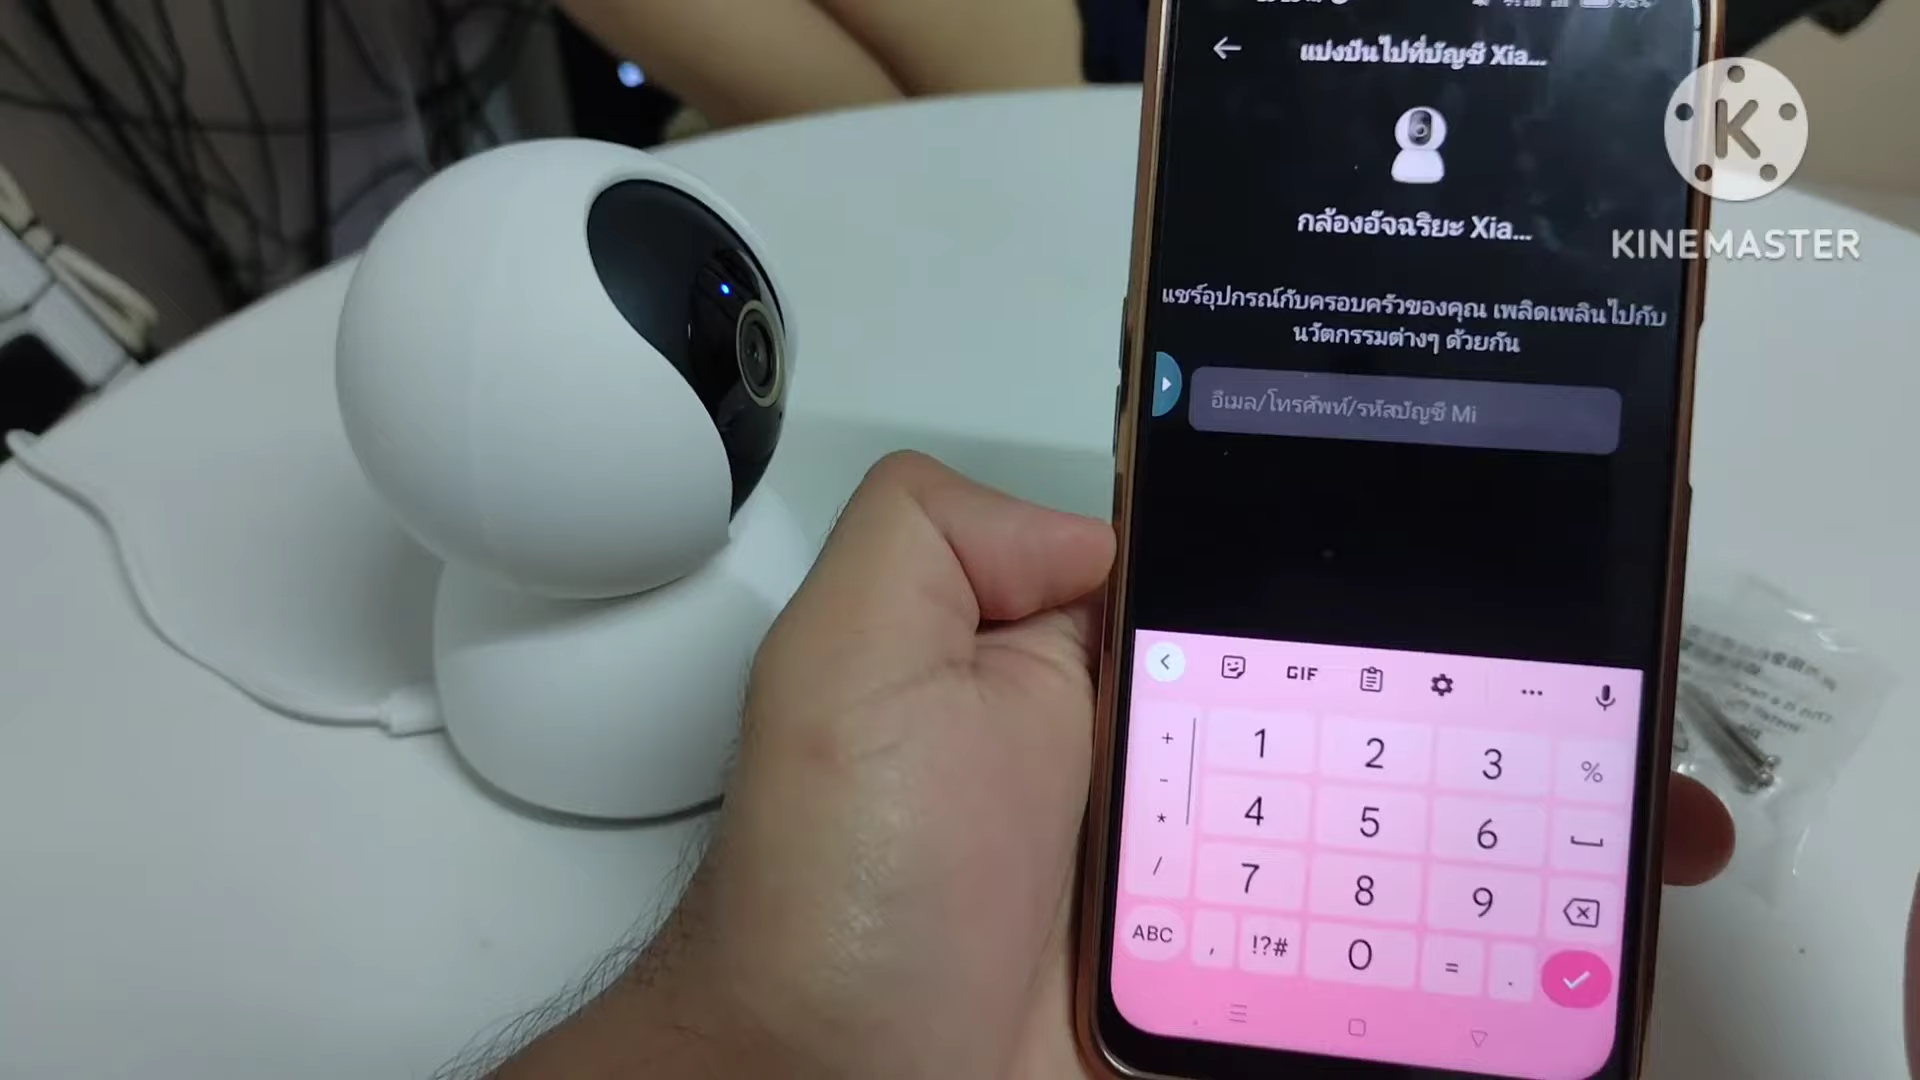 แบ่งปันไปที่บัญชี Xia...
K
KINEMASTER
กล้องอัจฉริยะ Xia...
แชร์อุปกรณ์กับครอบครัวของคุณ เพลิดเพลินไปกับ
นวัตกรรมต่างๆ ด้วยกัน
อีเมล/โทรศัพท์/รหัสบัญชี Mi
GIF
+ 1 2 3 %
- 4 5 6
*
/ 7 8 9
ABC , !?# 0 = .